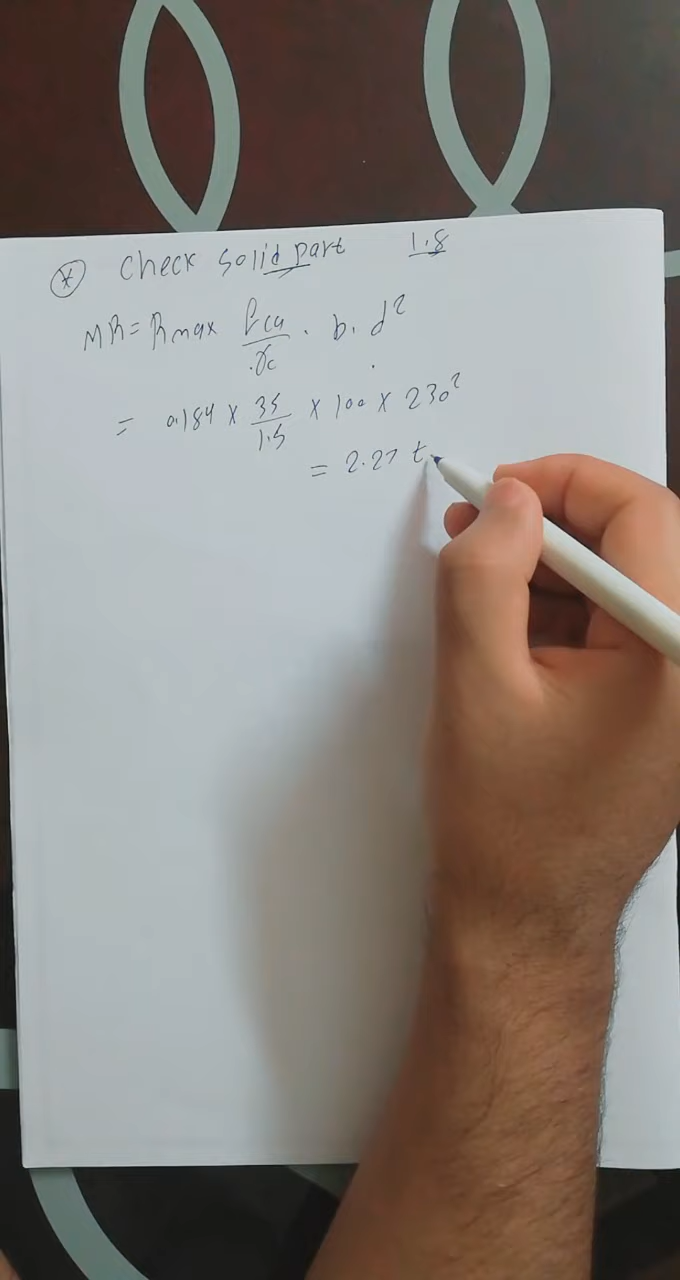 * Check solid part 1.8
MR = Rmax Fcu/γc . b. d²
= 0.184 × 35/1.5 × 100 × 230²
= 2.27 t.